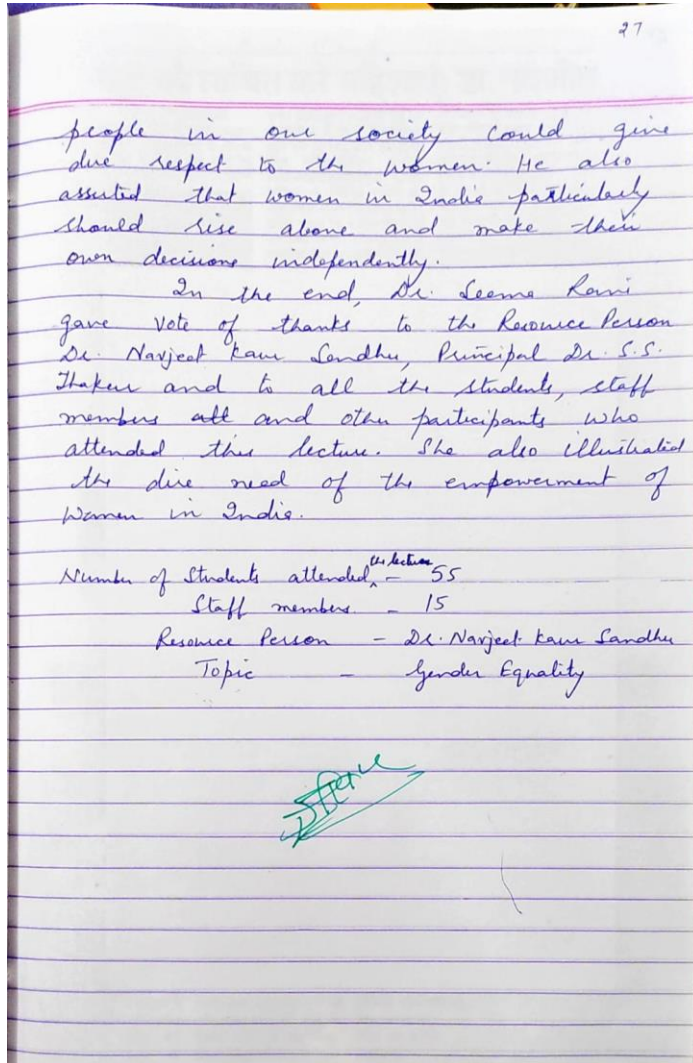 27
people in our society could give
due respect to the women. He also
asserted that women in India particularly
should rise above and make their
own decisions independently.
In the end, Dr. Seema Rani
gave vote of thanks to the Resource Person
Dr. Navjeet Kaur Sandhu, Principal Dr. S.S.
Thakur and to all the students, staff
members all and other participants who
attended this lecture. She also illustrated
the dire need of the empowerment of
Women in India.
Number of Students attended the lecture - 55
Staff members - 15
Resource Person - Dr. Navjeet Kaur Sandhu
Topic - Gender Equality